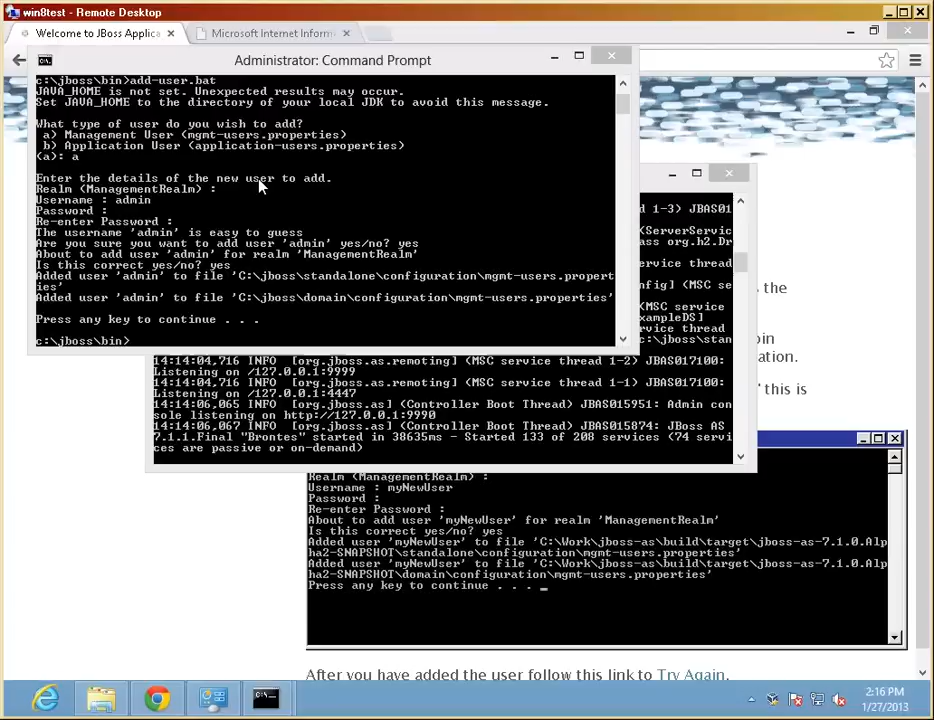 win8test - Remote Desktop
Welcome to JBoss Applica
Microsoft Internet Inform
Administrator: Command Prompt
c:\jboss\bin>add-user.bat
JAVA_HOME is not set. Unexpected results may occur.
Set JAVA_HOME to the directory of your local JDK to avoid this message.
What type of user do you wish to add?
a) Management User (mgmt-users.properties)
b) Application User (application-users.properties)
(a): a
Enter the details of the new user to add.
Realm (ManagementRealm) :
Username : admin
Password :
Re-enter Password :
The username 'admin' is easy to guess
Are you sure you want to add user 'admin' yes/no? yes
About to add user 'admin' for realm 'ManagementRealm'
Is this correct yes/no? yes
Added user 'admin' to file 'C:\jboss\standalone\configuration\mgmt-users.propert
ies'
Added user 'admin' to file 'C:\jboss\domain\configuration\mgmt-users.properties'
Press any key to continue . . .
c:\jboss\bin>
d 1-3) JBAS01
(ServerServic
ass org.h2.Dr
rvice thread
nfig] (MSC se
(MSC service
xampleDS]
rvice thread
c:\jboss\stan
14:14:04,716 INFO [org.jboss.as.remoting] (MSC service thread 1-2) JBAS017100:
Listening on /127.0.0.1:9999
14:14:04,716 INFO [org.jboss.as.remoting] (MSC service thread 1-1) JBAS017100:
Listening on /127.0.0.1:4447
14:14:06,065 INFO [org.jboss.as] (Controller Boot Thread) JBAS015951: Admin con
sole listening on http://127.0.0.1:9990
14:14:06,067 INFO [org.jboss.as] (Controller Boot Thread) JBAS015874: JBoss AS
7.1.1.Final "Brontes" started in 38635ms - Started 133 of 208 services (74 servi
ces are passive or on-demand)
s the
oin
ation.
" this is
Realm (ManagementRealm) :
Username : myNewUser
Password :
Re-enter Password :
About to add user 'myNewUser' for realm 'ManagementRealm'
Is this correct yes/no? yes
Added user 'myNewUser' to file 'C:\Work\jboss-as\build\target\jboss-as-7.1.0.Alp
ha2-SNAPSHOT\standalone\configuration\mgmt-users.properties'
Added user 'myNewUser' to file 'C:\Work\jboss-as\build\target\jboss-as-7.1.0.Alp
ha2-SNAPSHOT\domain\configuration\mgmt-users.properties'
Press any key to continue . . . _
After you have added the user follow this link to Try Again.
2:16 PM
1/27/2013